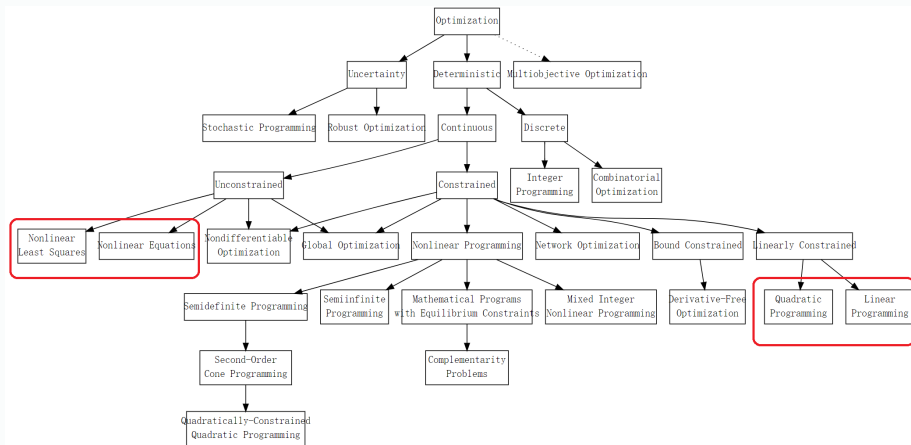 Optimization
Uncertainty
Deterministic
Multiobjective Optimization
Stochastic Programming
Robust Optimization
Continuous
Discrete
Integer
Programming
Combinatorial
Optimization
Unconstrained
Constrained
Nonlinear
Least Squares
Nonlinear Equations
Nondifferentiable
Optimization
Global Optimization
Nonlinear Programming
Network Optimization
Bound Constrained
Linearly Constrained
Semidefinite Programming
Semiinfinite
Programming
Mathematical Programs
with Equilibrium Constraints
Mixed Integer
Nonlinear Programming
Derivative-Free
Optimization
Quadratic
Programming
Linear
Programming
Second-Order
Cone Programming
Complementarity
Problems
Quadratically-Constrained
Quadratic Programming